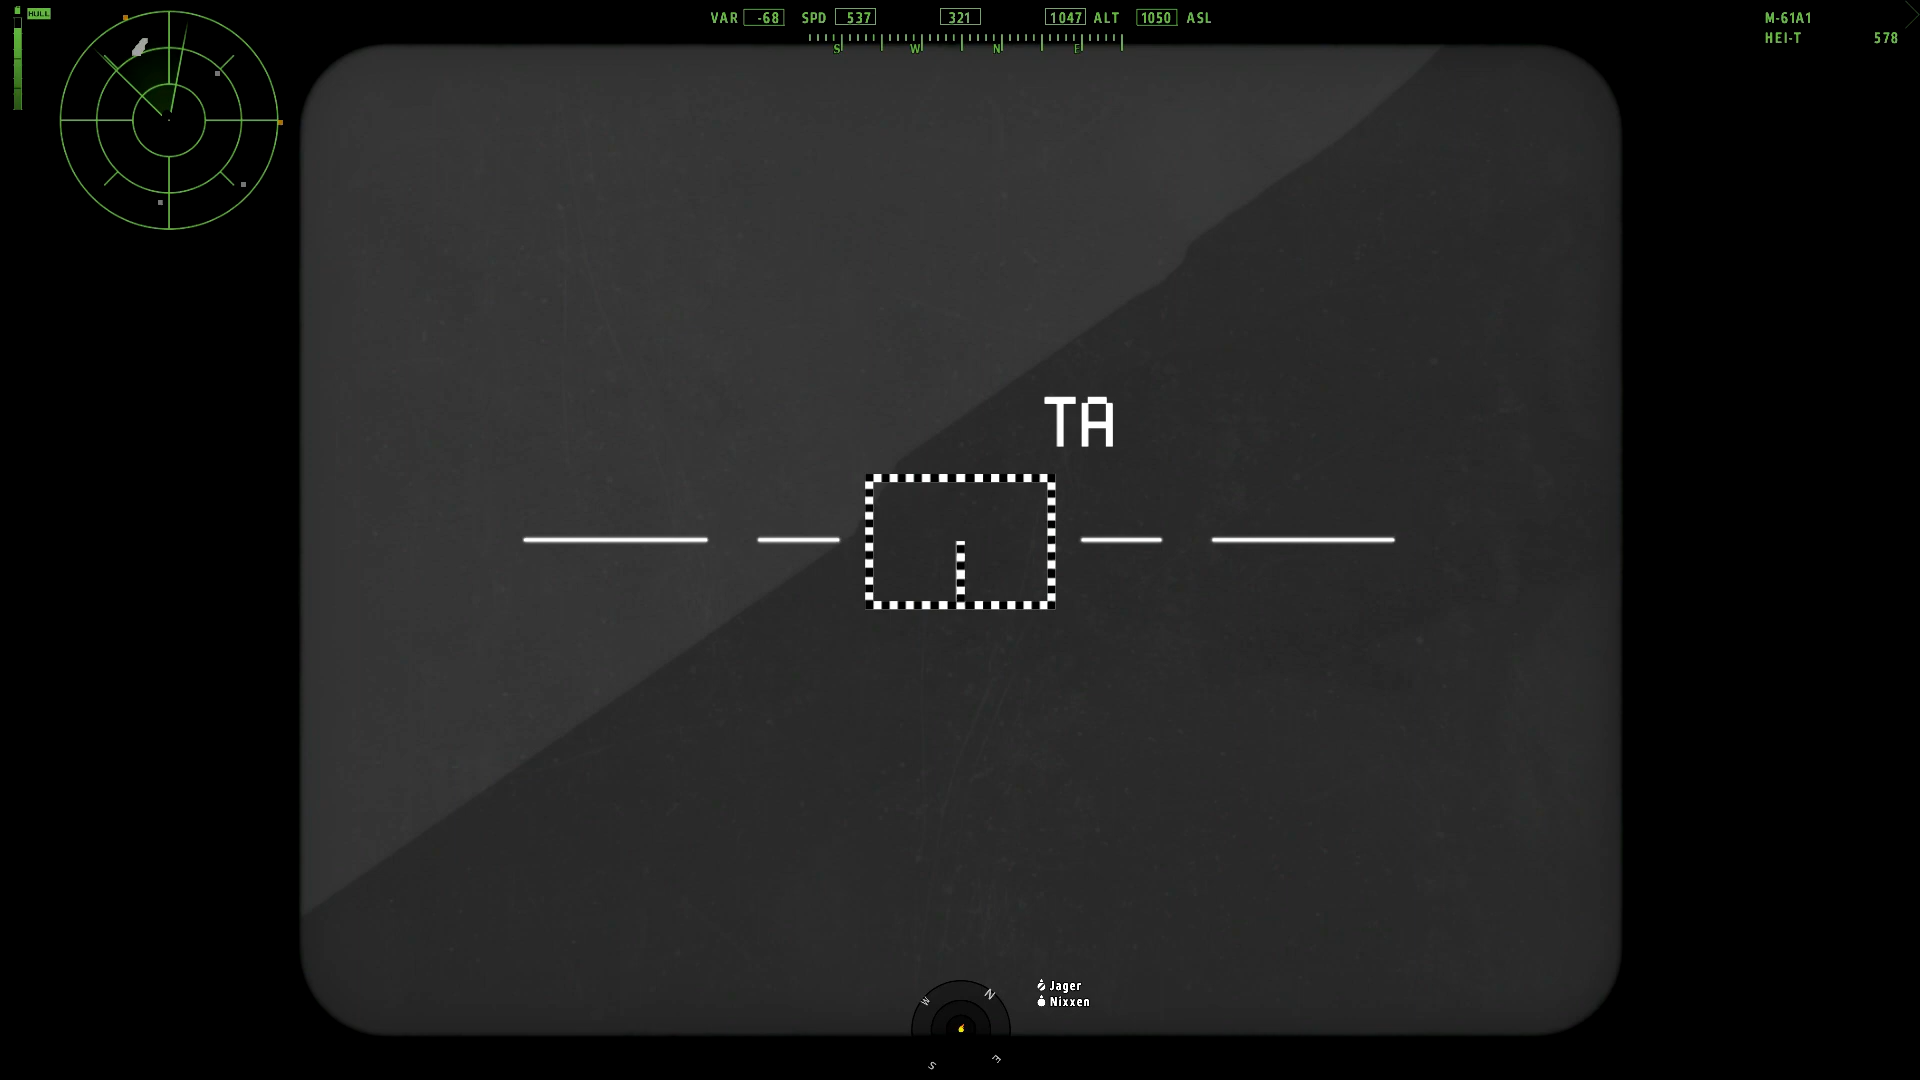 HULL
VAR -68 SPD 537 321 1047 ALT 1050 ASL
S W N E
M-61A1
HEI-T 578
TA
Jager
Nixxen
W N
S E